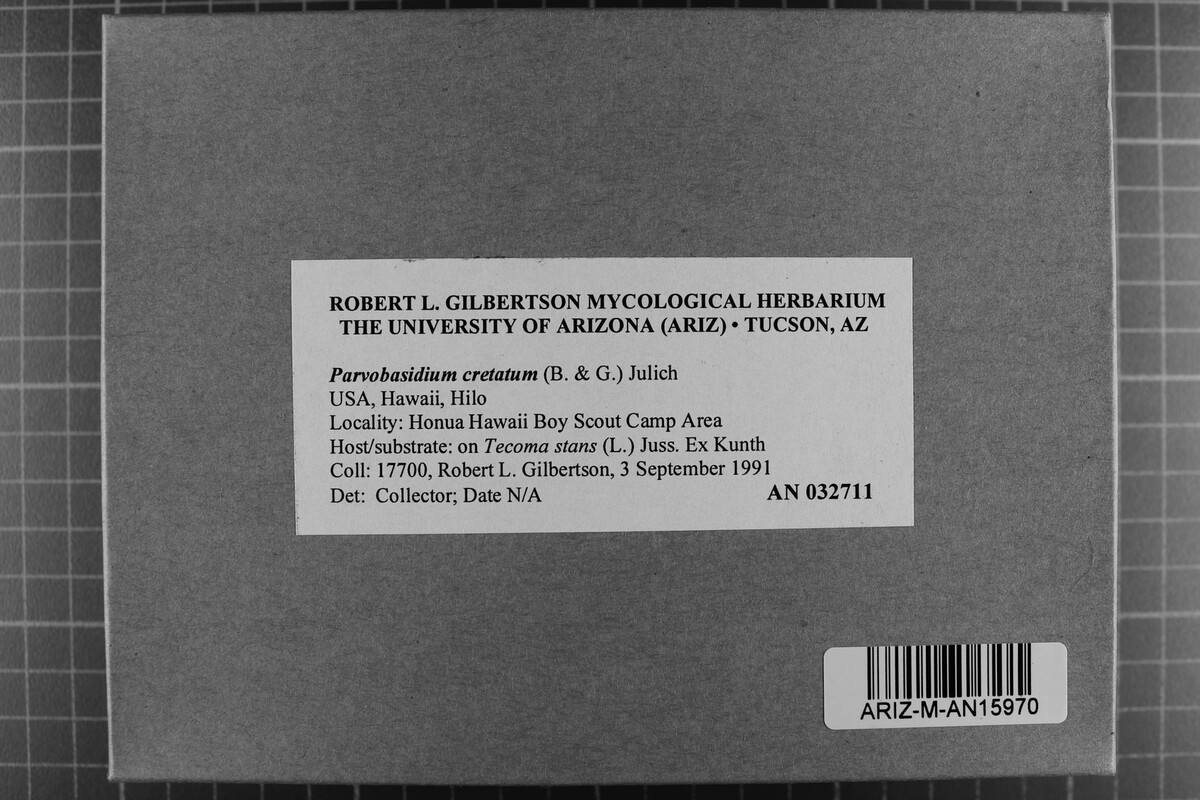 ROBERT L. GILBERTSON MYCOLOGICAL HERBARIUM
THE UNIVERSITY OF ARIZONA (ARIZ) • TUCSON, AZ
Parvobasidium cretatum (B. & G.) Julich
USA, Hawaii, Hilo
Locality: Honua Hawaii Boy Scout Camp Area
Host/substrate: on Tecoma stans (L.) Juss. Ex Kunth
Coll: 17700, Robert L. Gilbertson, 3 September 1991
Det: Collector; Date N/A AN 032711
ARIZ-M-AN15970